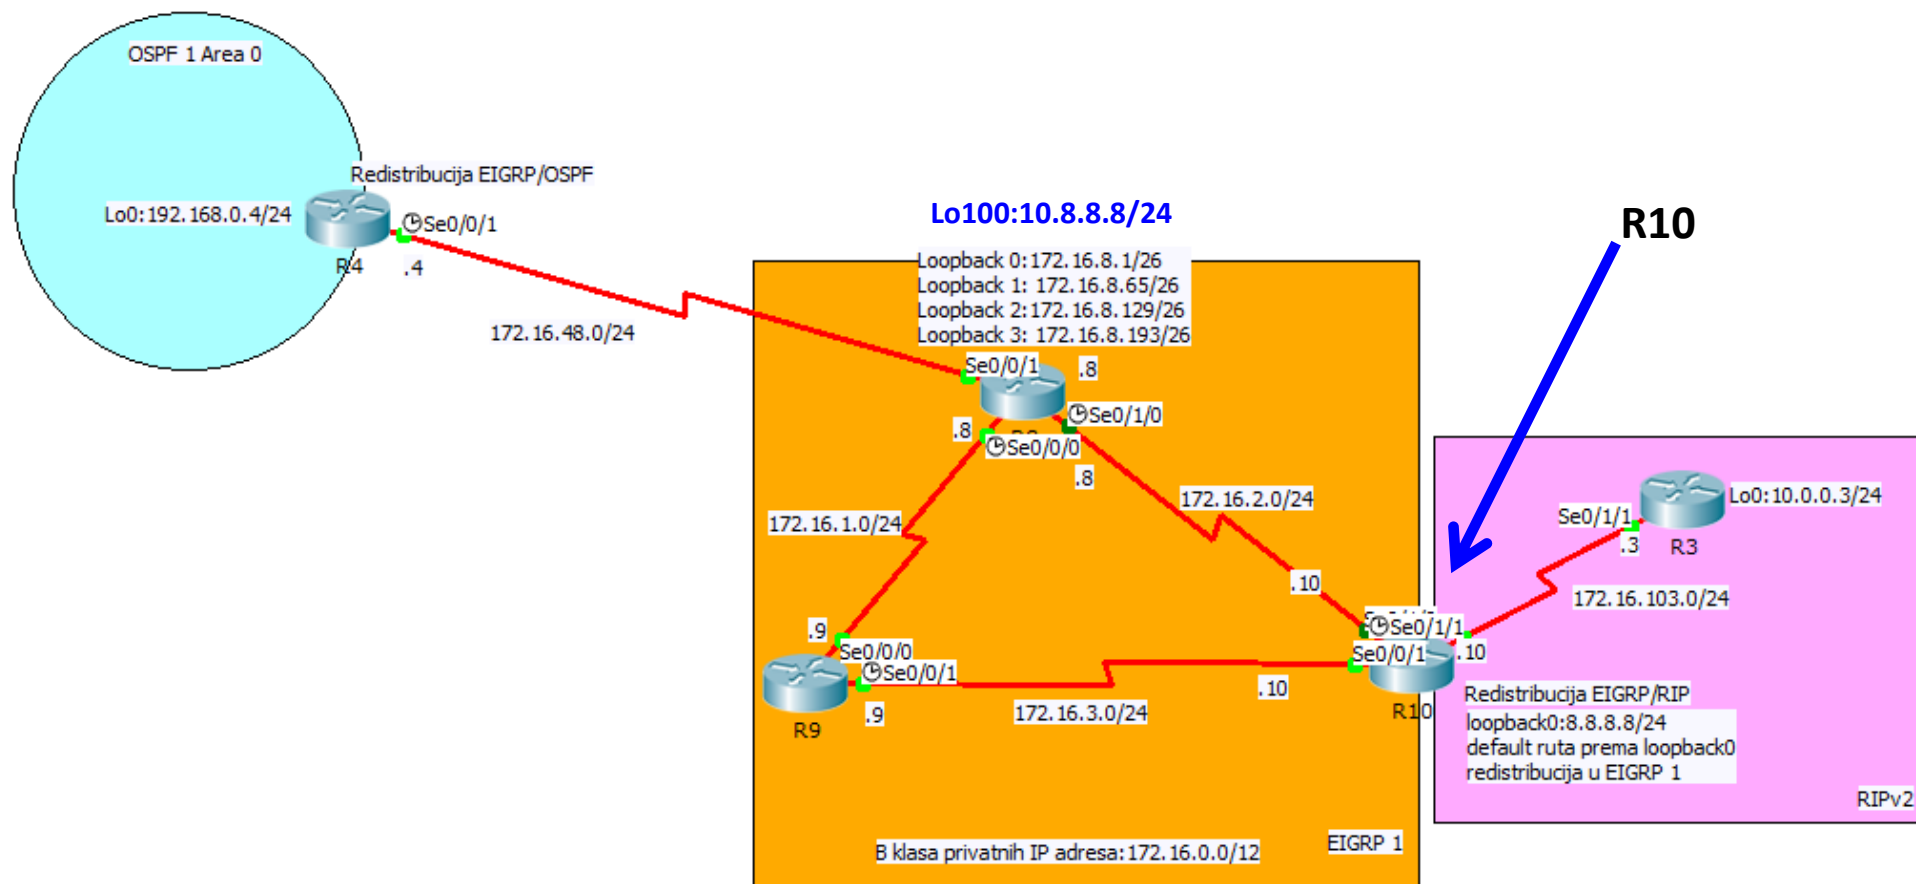 OSPF 1 Area 0
Redistribucija EIGRP/OSPF
Lo0:192.168.0.4/24
Se0/0/1
R4
.4
172.16.48.0/24
Lo100:10.8.8.8/24
Loopback 0:172.16.8.1/26
Loopback 1: 172.16.8.65/26
Loopback 2:172.16.8.129/26
Loopback 3: 172.16.8.193/26
R10
Se0/0/1
.8
Se0/1/0
.8
Se0/0/0
.8
172.16.1.0/24
172.16.2.0/24
Lo0:10.0.0.3/24
Se0/1/1
.3
R3
172.16.103.0/24
.10
.9
Se0/0/0
Se0/0/1
.9
R9
172.16.3.0/24
.10
Se0/1/1
Se0/0/1
.10
R10
Redistribucija EIGRP/RIP
loopback0:8.8.8.8/24
default ruta prema loopback0
redistribucija u EIGRP 1
RIPv2
EIGRP 1
B klasa privatnih IP adresa:172.16.0.0/12